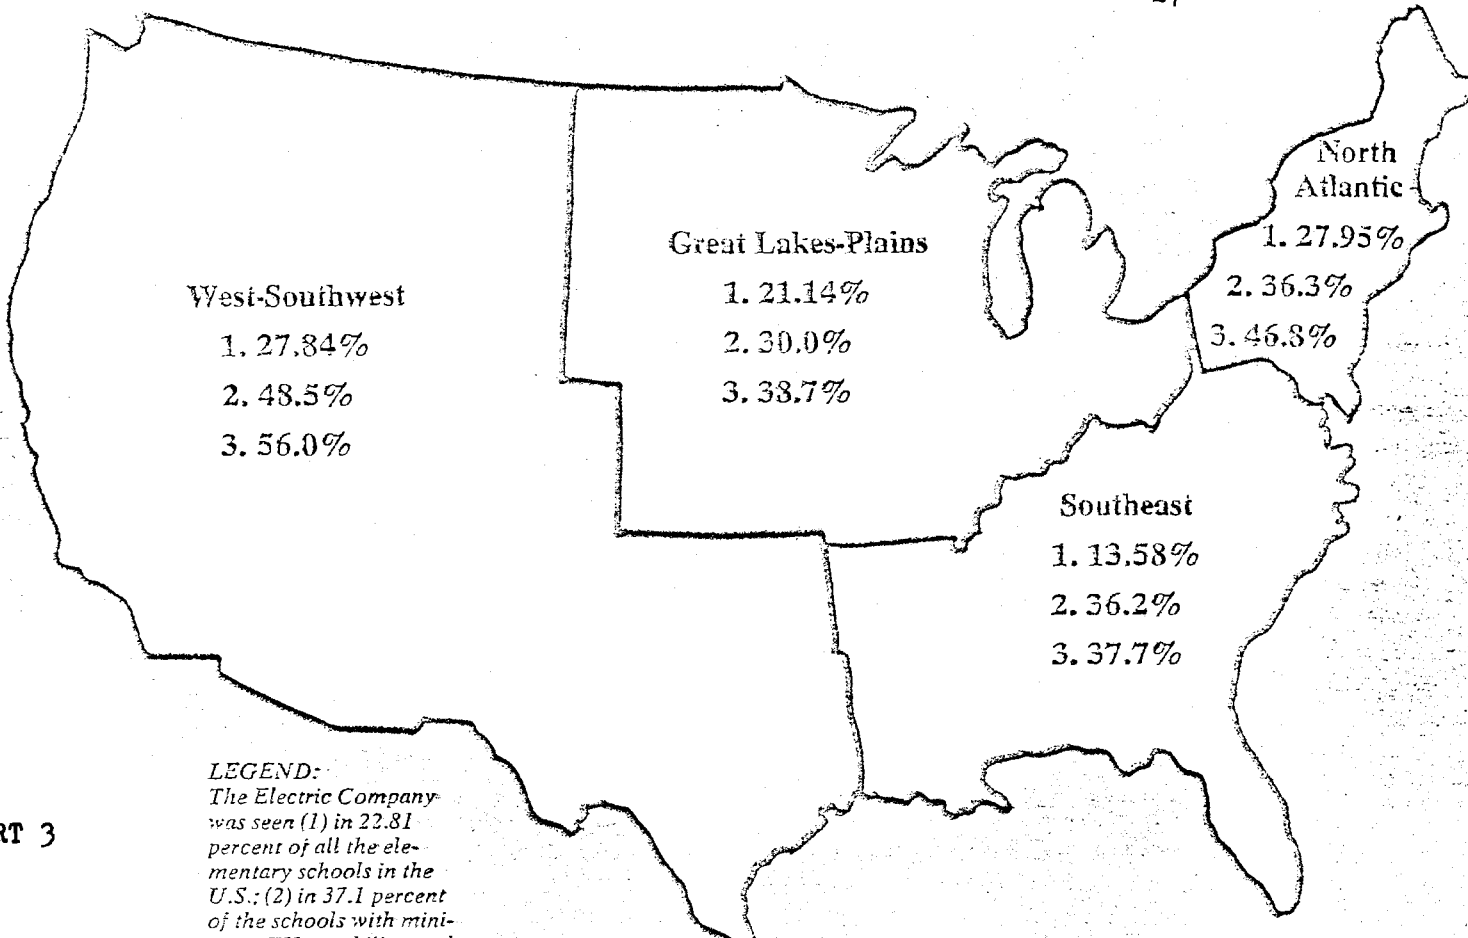 North
Atlantic
1. 27.95%
2. 36.3%
3. 46.8%
Great Lakes-Plains
1. 21.14%
2. 30.0%
3. 38.7%
West-Southwest
1. 27.84%
2. 48.5%
3. 56.0%
Southeast
1. 13.58%
2. 36.2%
3. 37.7%
LEGEND:
The Electric Company
was seen (1) in 22.81
percent of all the ele-
mentary schools in the
U.S.; (2) in 37.1 percent
of the schools with mini-
RT 3